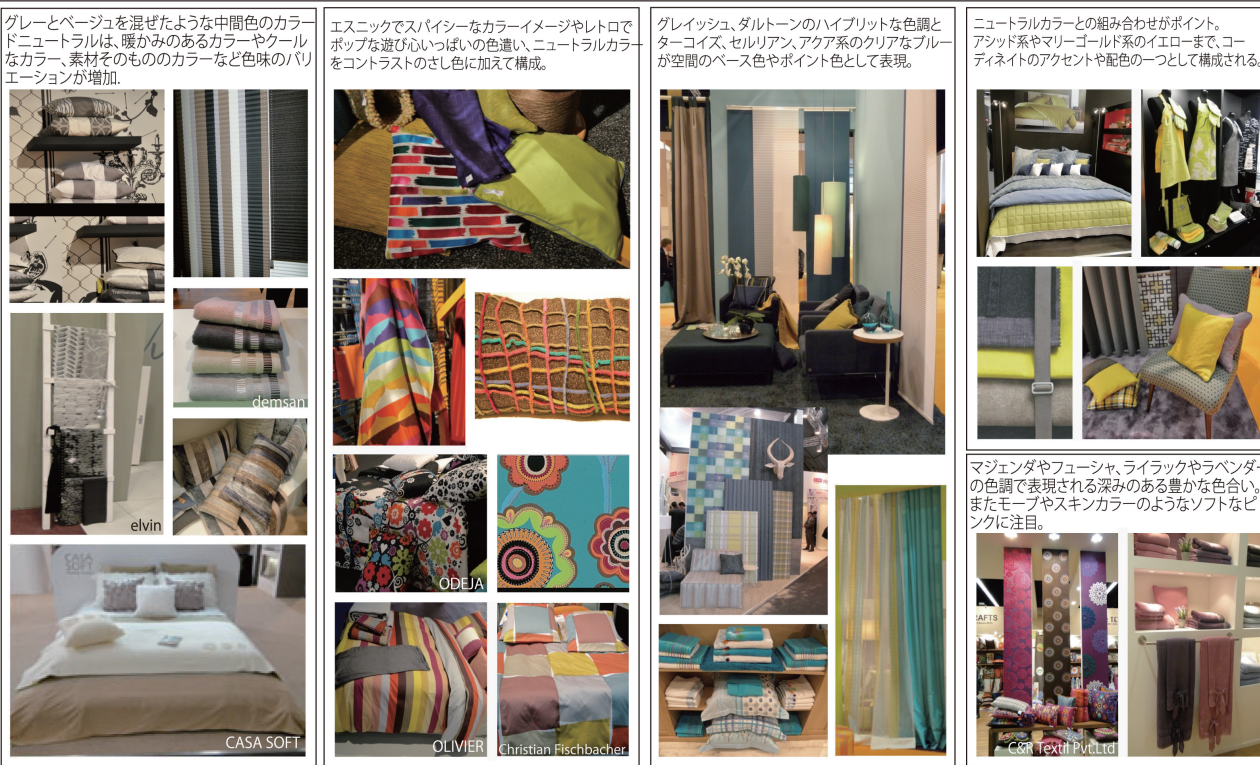 グレーとベージュを混ぜたような中間色のカラー
ドニュートラルは、暖かみのあるカラーやクール
なカラー、素材そのもののカラーなど色味のバリ
エーションが増加.
demsan
elvin
CASA
SOFT
CASA SOFT
エスニックでスパイシーなカラーイメージやレトロで
ポップな遊び心いっぱいの色遣い、ニュートラルカラー
をコントラストのさし色に加えて構成。
ODEJA
OLIVIER
Christian Fischbacher
グレイッシュ、ダルトーンのハイブリットな色調と
ターコイズ、セルリアン、アクア系のクリアなブルー
が空間のベース色やポイント色として表現。
ニュートラルカラーとの組み合わせがポイント。
アシッド系やマリーゴールド系のイエローまで、コー
ディネイトのアクセントや配色の一つとして構成される。
マジェンダやフューシャ、ライラックやラベンダー
の色調で表現される深みのある豊かな色合い。
またモーブやスキンカラーのようなソフトなピ
ンクに注目。
AFTS
C&R Textil Pvt.Ltd